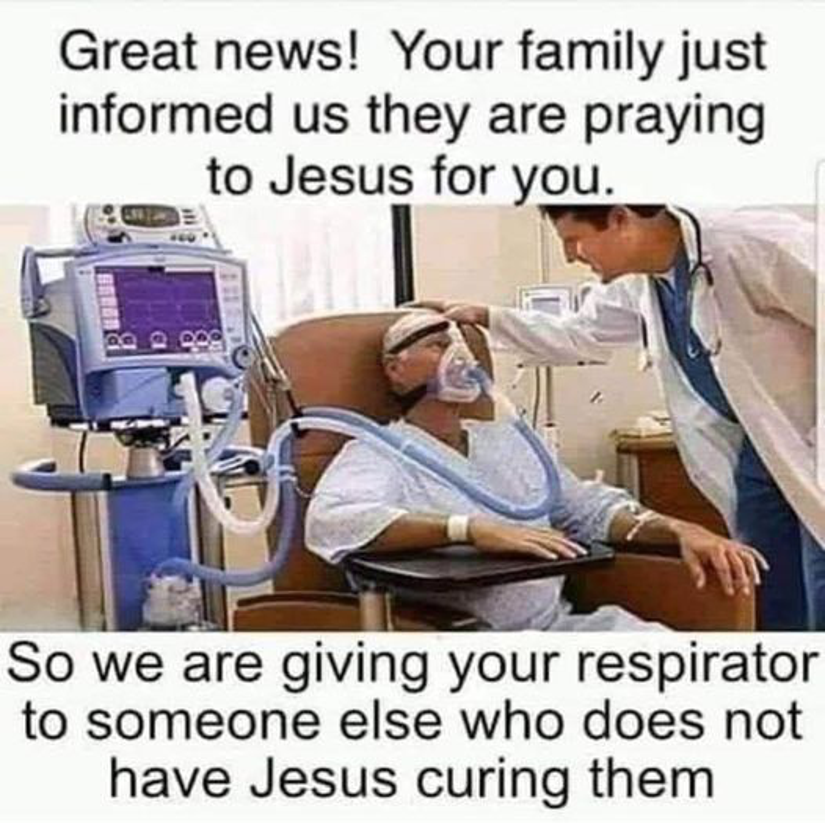 Great news! Your family just
informed us they are praying
to Jesus for you.
So we are giving your respirator
to someone else who does not
have Jesus curing them